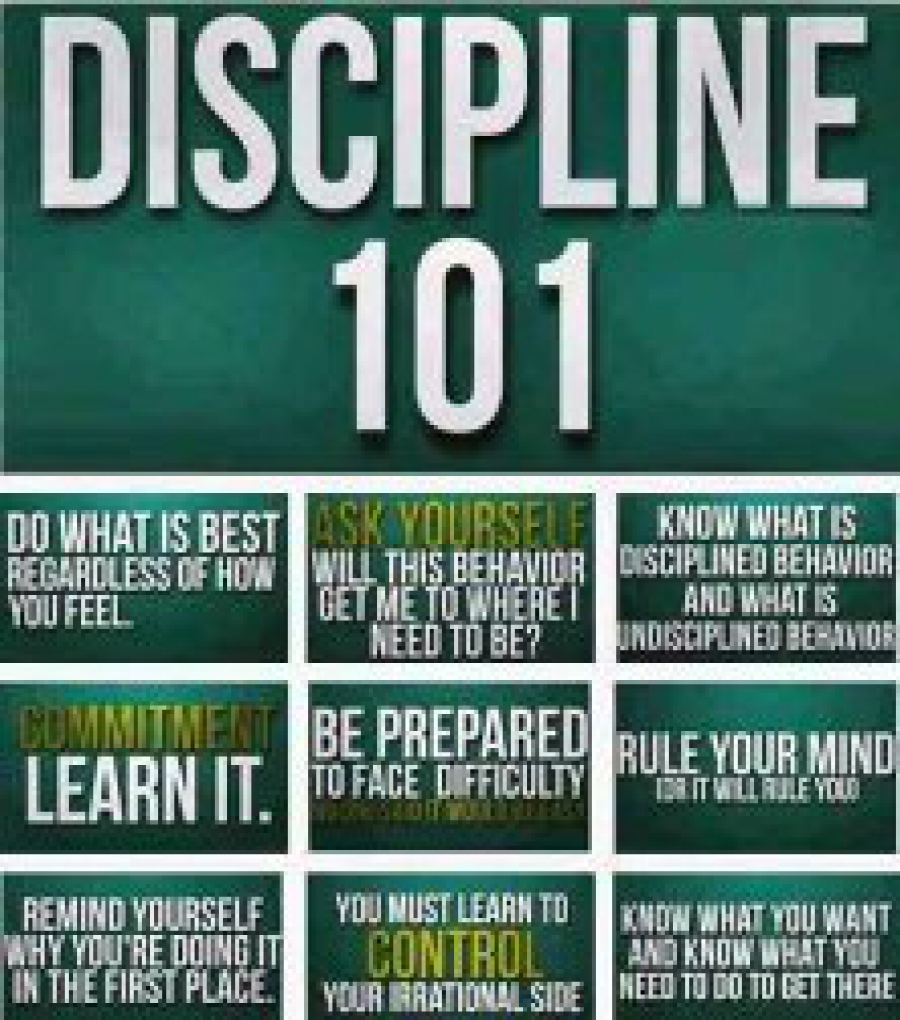 DISCIPLINE
101
DO WHAT IS BEST
REGARDLESS OF HOW
YOU FEEL.
ASK YOURSELF
WILL THIS BEHAVIOR
GET ME TO WHERE I
NEED TO BE?
KNOW WHAT IS
DISCIPLINED BEHAVIOR
AND WHAT IS
UNDISCIPLINED BEHAVIOR
COMMITMENT
LEARN IT.
BE PREPARED
TO FACE DIFFICULTY
RULE YOUR MIND
(OR IT WILL RULE YOU)
REMIND YOURSELF
WHY YOU'RE DOING IT
IN THE FIRST PLACE.
YOU MUST LEARN TO
CONTROL
YOUR IRRATIONAL SIDE
KNOW WHAT YOU WANT
AND KNOW WHAT YOU
NEED TO DO TO GET THERE